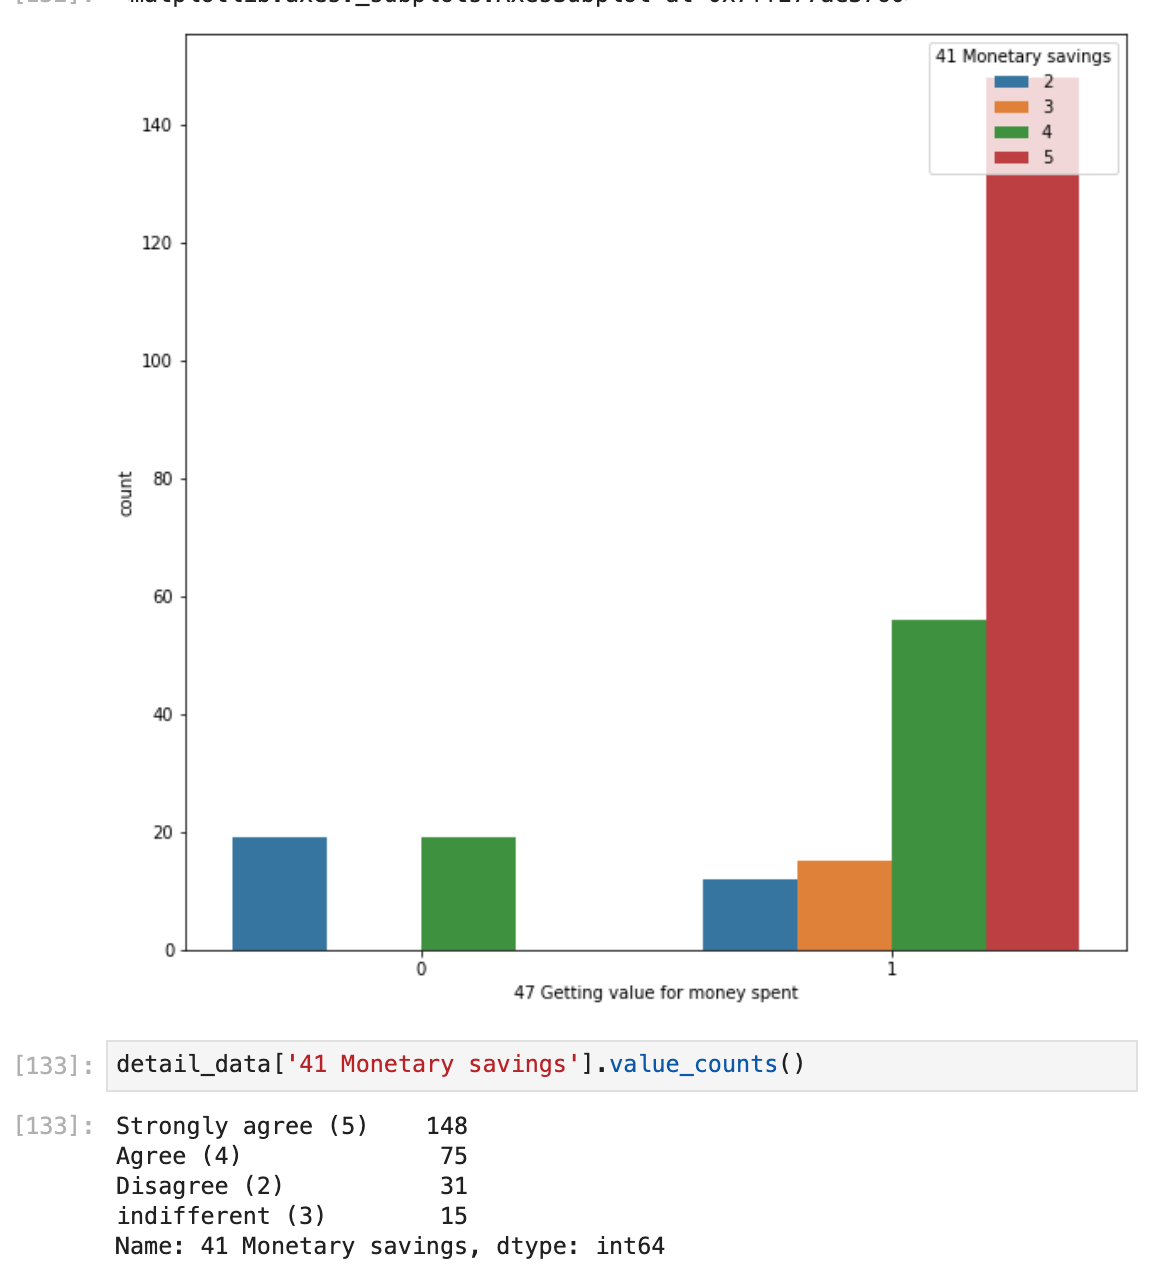 41 Monetary savings
2
3
4
5
140
120
100
80
60
40
20
0
count
0 1
47 Getting value for money spent
[133]: detail_data['41 Monetary savings'].value_counts()
[133]: Strongly agree (5) 148
Agree (4) 75
Disagree (2) 31
indifferent (3) 15
Name: 41 Monetary savings, dtype: int64